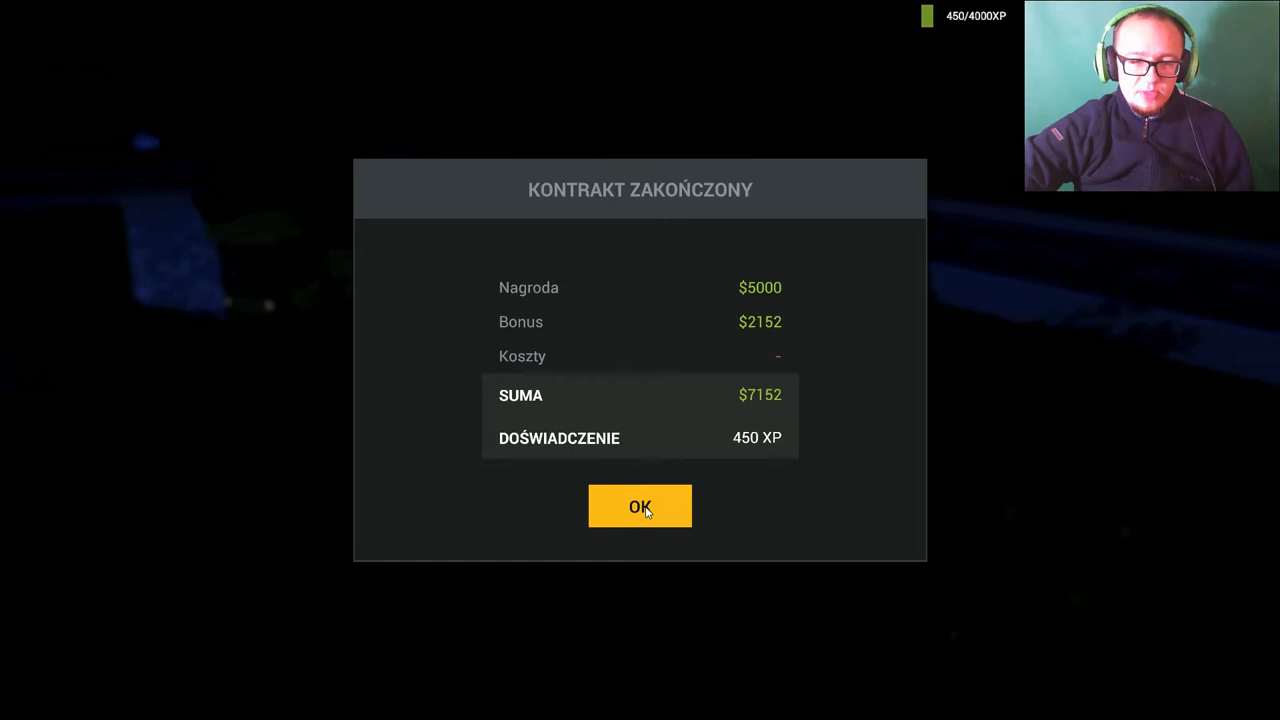 450/4000XP
KONTRAKT ZAKOŃCZONY
Nagroda $5000
Bonus $2152
Koszty -
SUMA $7152
DOŚWIADCZENIE 450 XP
OK